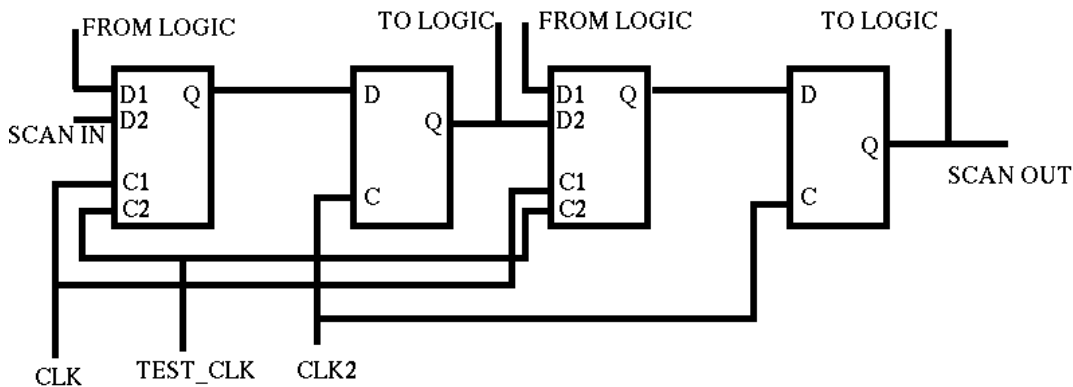 FROM LOGIC
TO LOGIC
FROM LOGIC
TO LOGIC
D1
Q
D
D1
Q
D
D2
Q
D2
Q
SCAN IN
SCAN OUT
C1
C
C1
C
C2
C2
CLK
TEST_CLK
CLK2